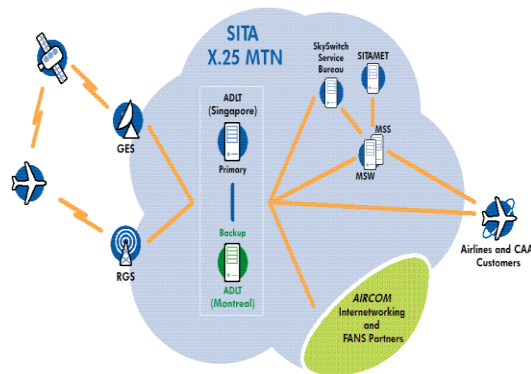 SITA
X.25 MTN
SkySwitch
Service
Bureau
SITAMET
ADLT
(Singapore)
GES
MSS
Primary
MSW
Backup
RGS
Airlines and CAA
Customers
ADLT
(Montreal)
AIRCOM
Internetworking
and
FANS Partners